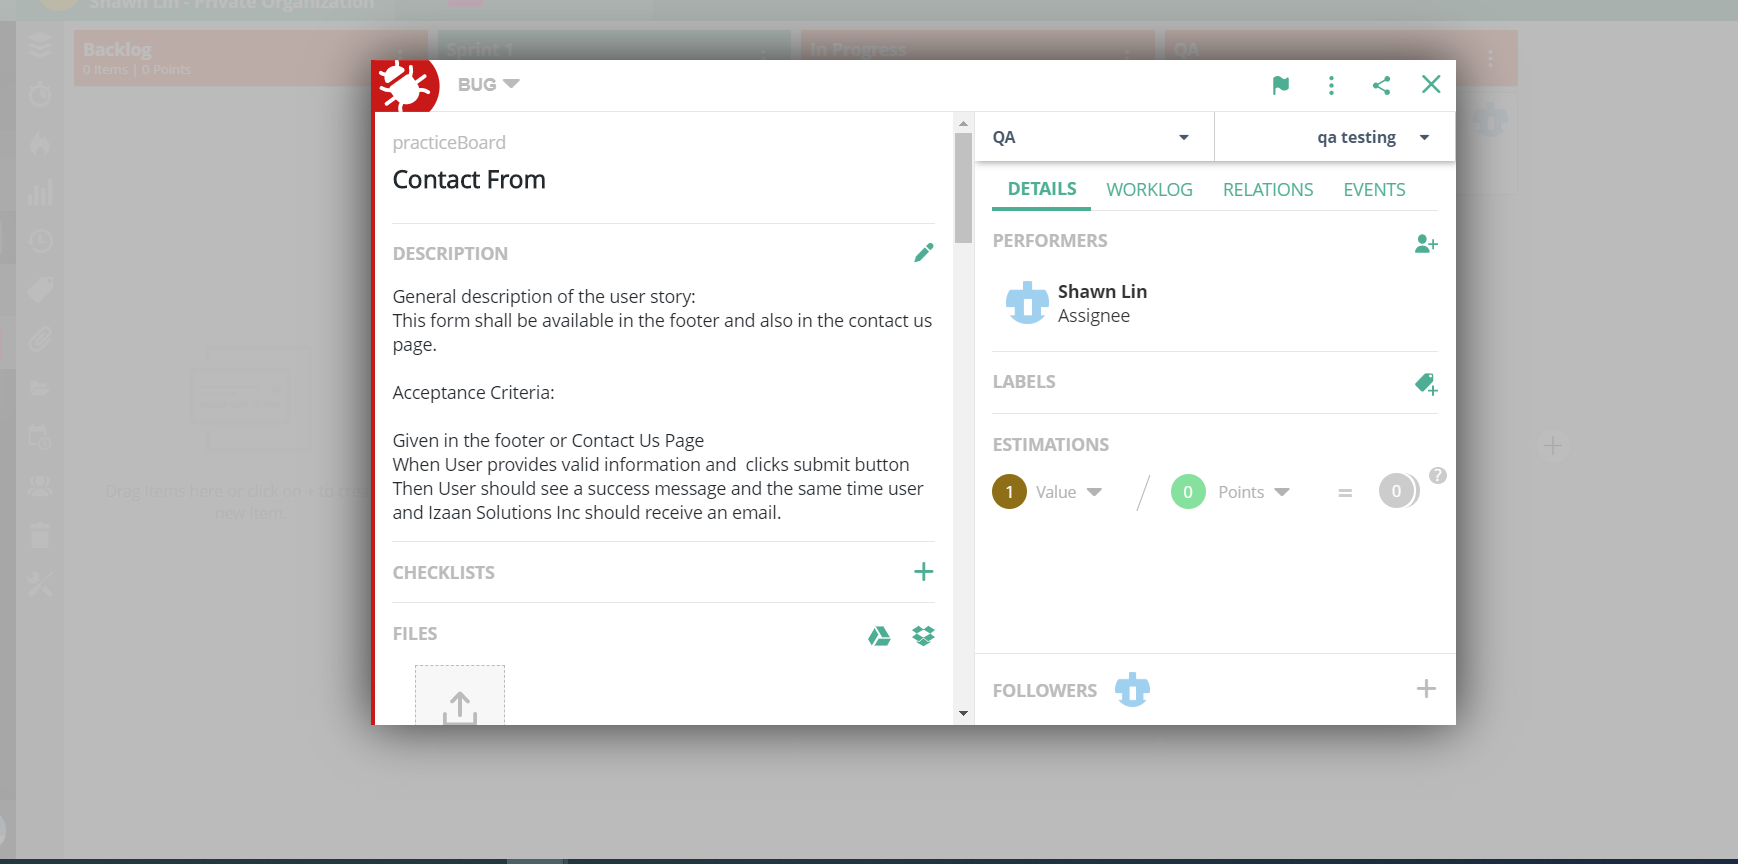 Shawn Lin - Private Organization
Backlog
0 Items | 0 Points
Sprint 1
In Progress
QA
BUG
practiceBoard
Contact From
DESCRIPTION
General description of the user story:
This form shall be available in the footer and also in the contact us
page.
Acceptance Criteria:
Given in the footer or Contact Us Page
When User provides valid information and  clicks submit button
Then User should see a success message and the same time user
and Izaan Solutions Inc should receive an email.
CHECKLISTS
FILES
QA
qa testing
DETAILS WORKLOG RELATIONS EVENTS
PERFORMERS
Shawn Lin
Assignee
LABELS
ESTIMATIONS
1 Value / 0 Points = 0 ?
FOLLOWERS
Drag Items here or click on + to
new Item.